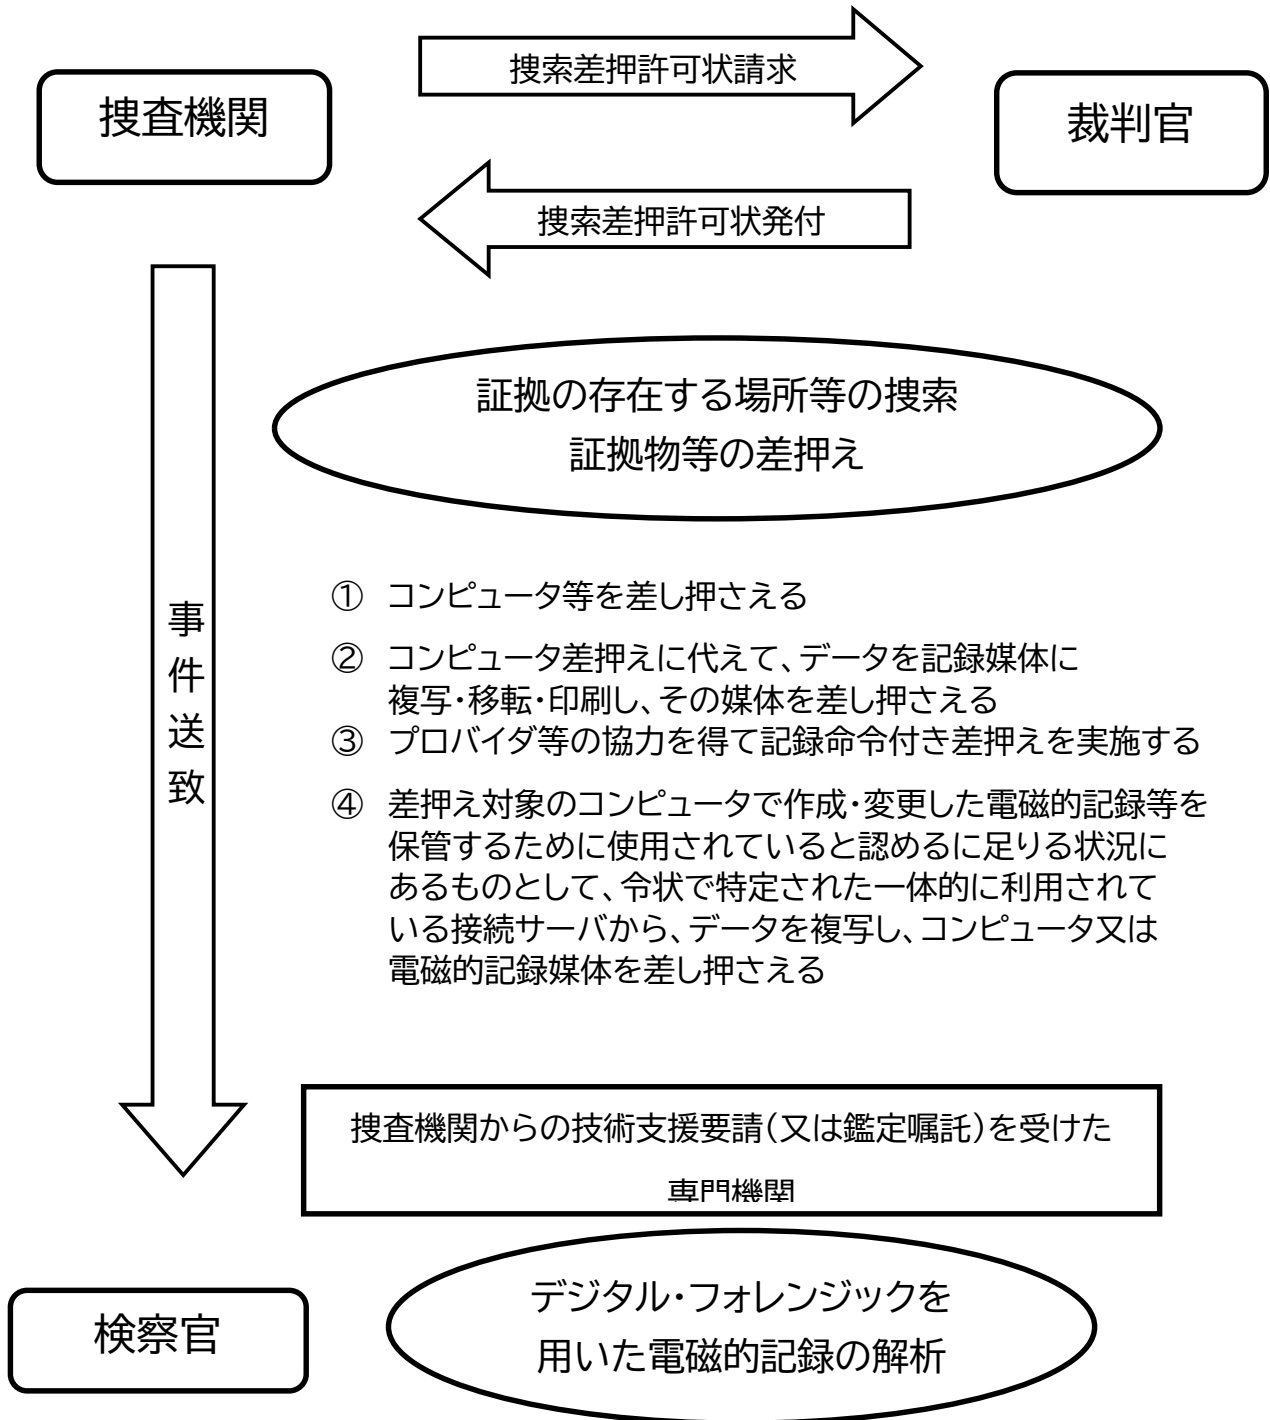 捜索差押許可状請求
捜査機関
裁判官
捜索差押許可状発付
証拠の存在する場所等の捜索
証拠物等の差押え
事件送致
① コンピュータ等を差し押さえる
② コンピュータ差押えに代えて、データを記録媒体に
複写・移転・印刷し、その媒体を差し押さえる
③ プロバイダ等の協力を得て記録命令付き差押えを実施する
④ 差押え対象のコンピュータで作成・変更した電磁的記録等を
保管するために使用されていると認めるに足りる状況に
あるものとして、令状で特定された一体的に利用されて
いる接続サーバから、データを複写し、コンピュータ又は
電磁的記録媒体を差し押さえる
捜査機関からの技術支援要請（又は鑑定嘱託）を受けた
専門機関
検察官
デジタル・フォレンジックを
用いた電磁的記録の解析